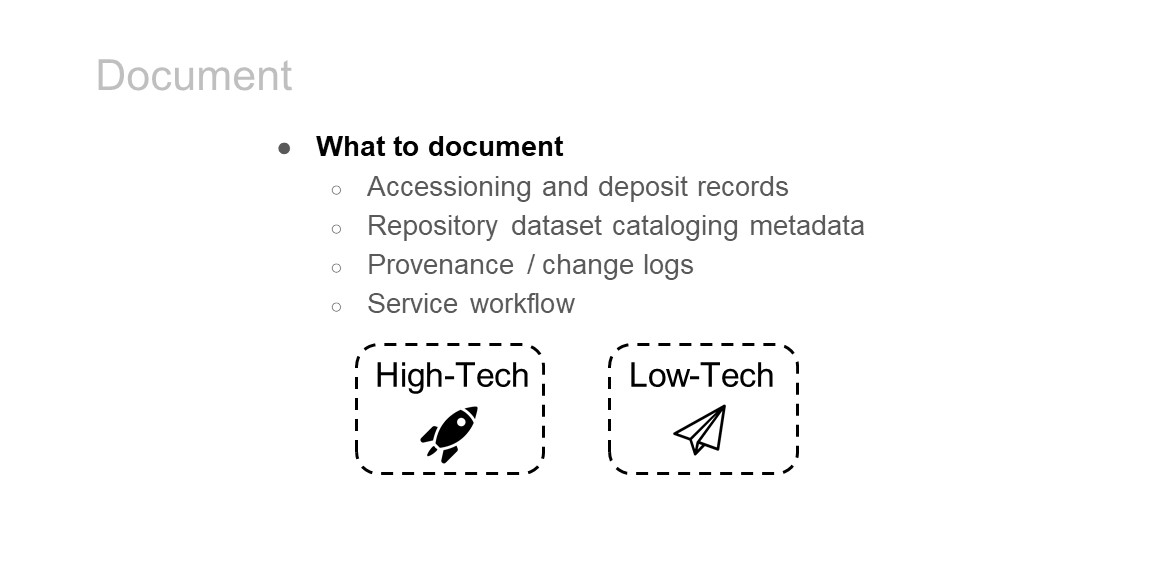 Document
● What to document
○ Accessioning and deposit records
○ Repository dataset cataloging metadata
○ Provenance / change logs
○ Service workflow
High-Tech
Low-Tech